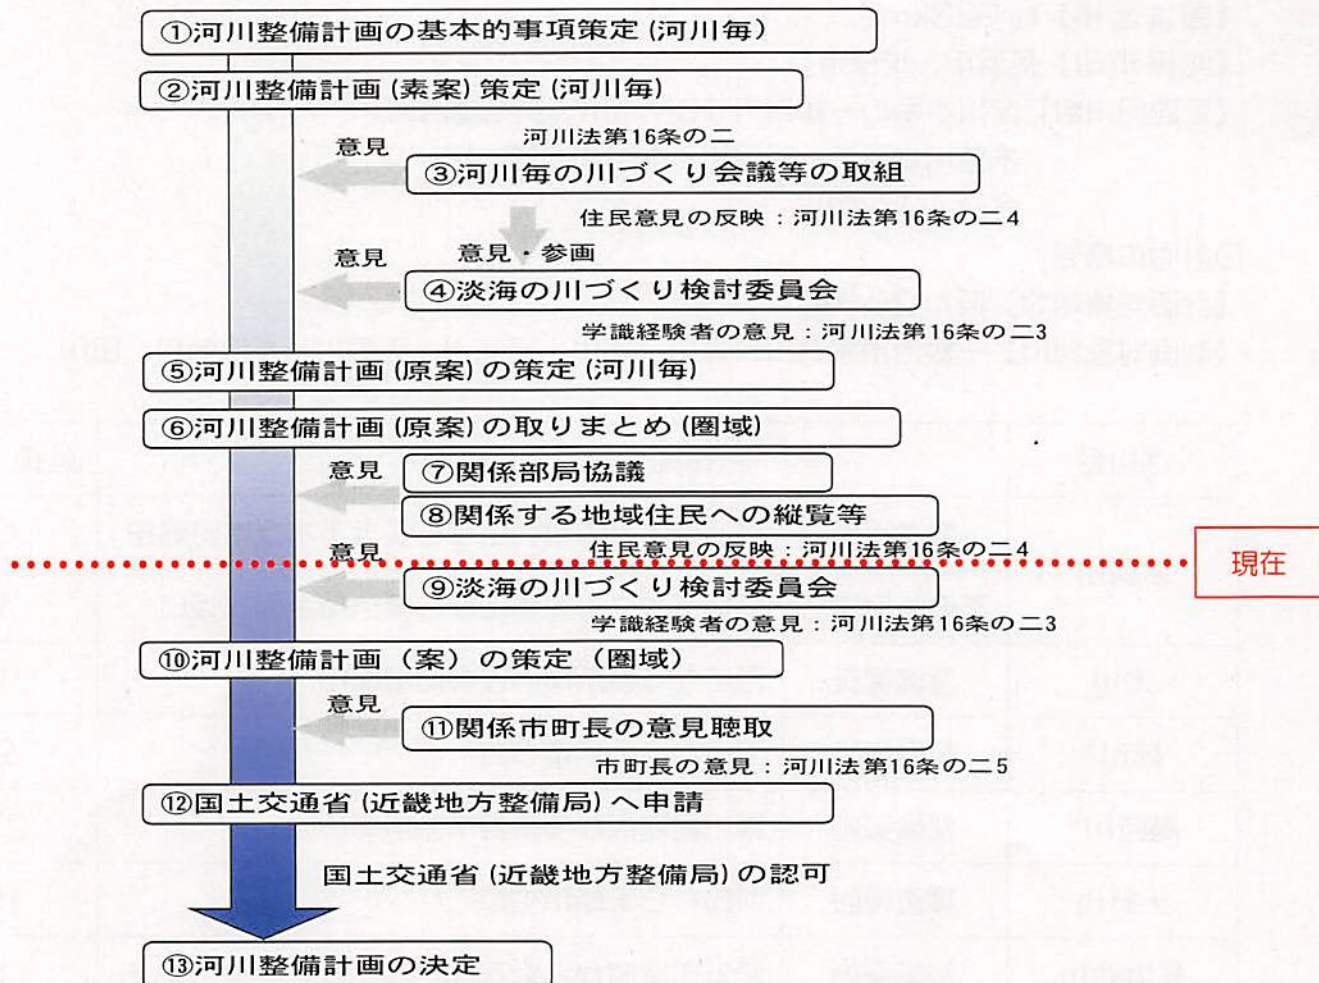 ①河川整備計画の基本的事項策定(河川毎)
②河川整備計画(素案)策定(河川毎)
河川法第16条の二
意見
③河川毎の川づくり会議等の取組
住民意見の反映：河川法第16条の二4
意見・参画
意見
④淡海の川づくり検討委員会
学識経験者の意見：河川法第16条の二3
⑤河川整備計画(原案)の策定(河川毎)
⑥河川整備計画(原案)の取りまとめ(圏域)
意見
⑦関係部局協議
⑧関係する地域住民への縦覧等
住民意見の反映：河川法第16条の二4
意見
現在
⑨淡海の川づくり検討委員会
学識経験者の意見：河川法第16条の二3
⑩河川整備計画（案）の策定（圏域）
意見
⑪関係市町長の意見聴取
市町長の意見：河川法第16条の二5
⑫国土交通省(近畿地方整備局)へ申請
国土交通省(近畿地方整備局)の認可
⑬河川整備計画の決定